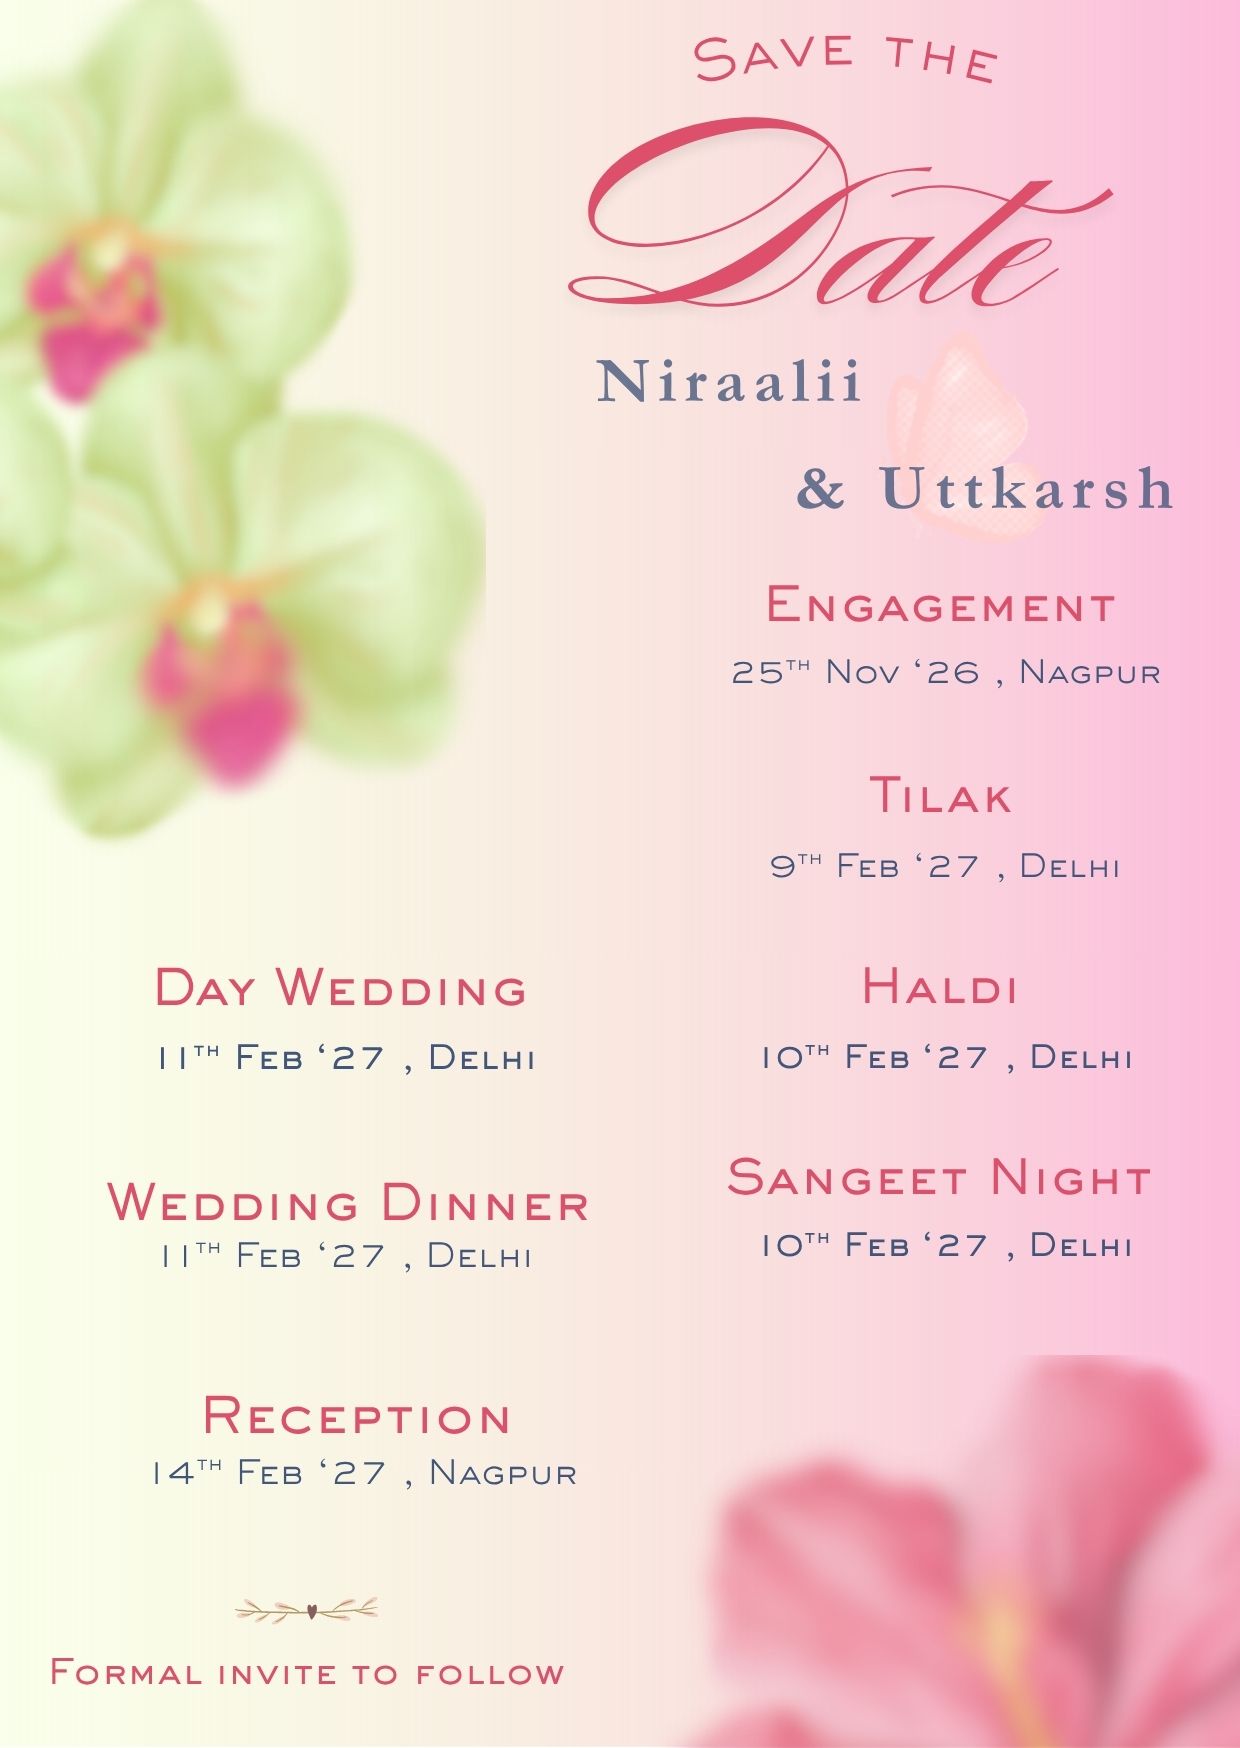 Save the
Date
Niraalii
& Uttkarsh
Engagement
25th Nov ‘26 , Nagpur
Tilak
9th Feb ‘27 , Delhi
Haldi
10th Feb ‘27 , Delhi
Sangeet Night
10th Feb ‘27 , Delhi
Day Wedding
11th Feb ‘27 , Delhi
Wedding Dinner
11th Feb ‘27 , Delhi
Reception
14th Feb ‘27 , Nagpur
Formal invite to follow